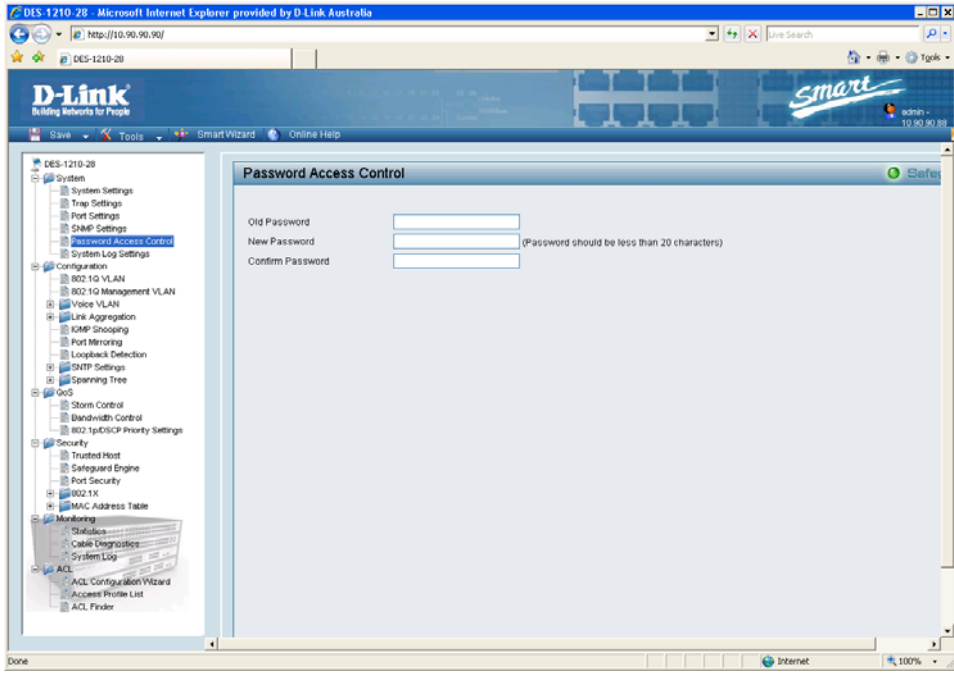 DES-1210-28 - Microsoft Internet Explorer provided by D-Link Australia
http://10.90.90.90/
Live Search
DES-1210-28
Tools
D-Link
Building Networks for People
smart
admin -
10.90.90.88
Save
Tools
Smart Wizard
Online Help
DES-1210-28
System
System Settings
Trap Settings
Port Settings
SNMP Settings
Password Access Control
System Log Settings
Configuration
802.1Q VLAN
802.1Q Management VLAN
Voice VLAN
Link Aggregation
IGMP Snooping
Port Mirroring
Loopback Detection
SNTP Settings
Spanning Tree
QoS
Storm Control
Bandwidth Control
802.1p/DSCP Priority Settings
Security
Trusted Host
Safeguard Engine
Port Security
802.1X
MAC Address Table
Monitoring
Statistics
Cable Diagnostics
System Log
ACL
ACL Configuration Wizard
Access Profile List
ACL Finder
Password Access Control
Safeg
Old Password
New Password
(Password should be less than 20 characters)
Confirm Password
Done
Internet
100%